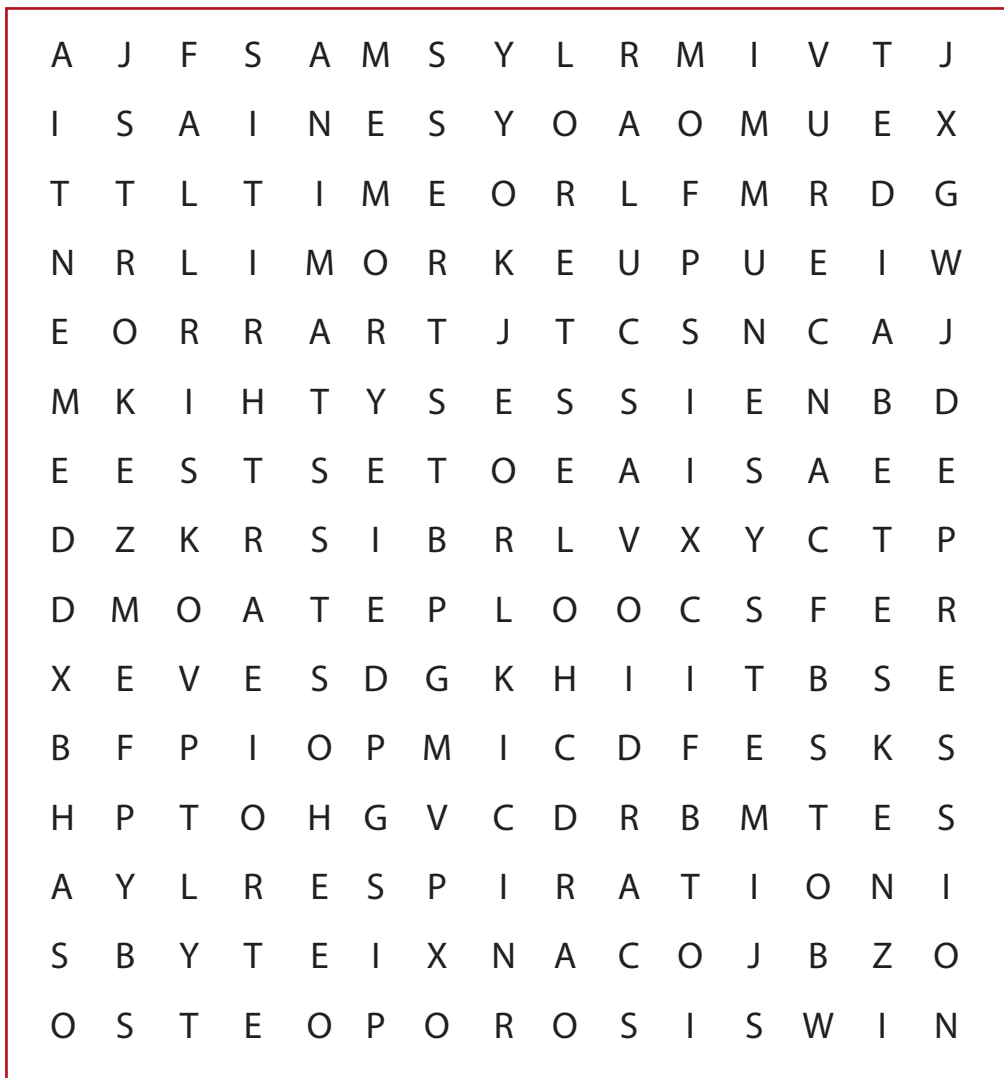 A J F S A M S Y L R M I V T J
I S A I N E S Y O A O M U E X
T T L T I M E O R L F M R D G
N R L I M O R K E U P U E I W
E O R R A R T J T C S N C A J
M K I H T Y S E S S I E N B D
E E S T S E T O E A I S A E E
D Z K R S I B R L V X Y C T P
D M O A T E P L O O C S F E R
X E V E S D G K H I I T B S E
B F P I O P M I C D F E S K S
H P T O H G V C D R B M T E S
A Y L R E S P I R A T I O N I
S B Y T E I X N A C O J B Z O
O S T E O P O R O S I S W I N